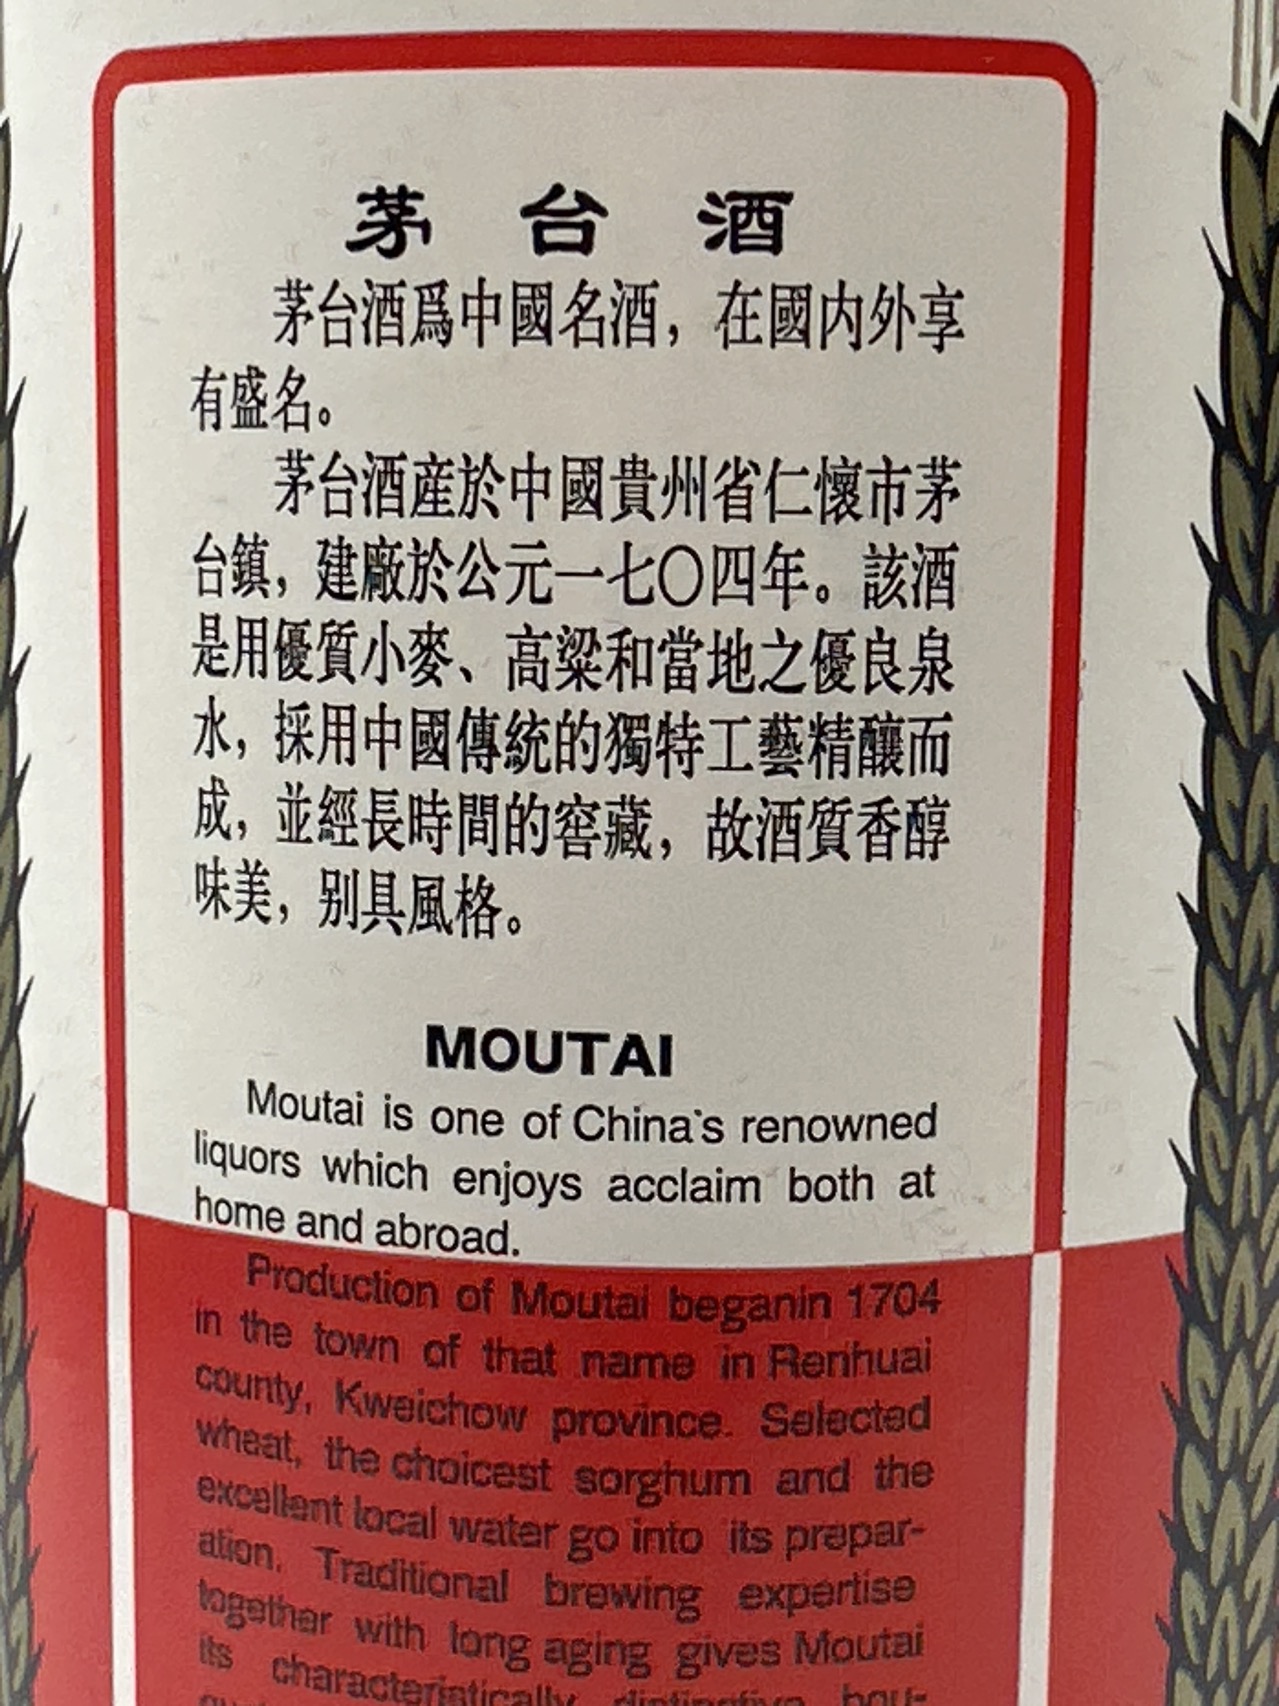 茅台酒
茅台酒爲中國名酒，在國内外享
有盛名。
茅台酒産於中國貴州省仁懷市茅
台鎮，建廠於公元一七〇四年。該酒
是用優質小麥、高粱和當地之優良泉
水，採用中國傳統的獨特工藝精釀而
成，並經長時間的窖藏，故酒質香醇
味美，别具風格。
MOUTAI
Moutai is one of China's renowned
liquors which enjoys acclaim both at
home and abroad.
Production of Moutai beganin 1704
in the town of that name in Renhuai
county, Kweichow province. Selected
wheat, the choicest sorghum and the
excellent local water go into its prepar-
ation. Traditional brewing expertise
together with long aging gives Moutai
its characteristically distinctive bou-